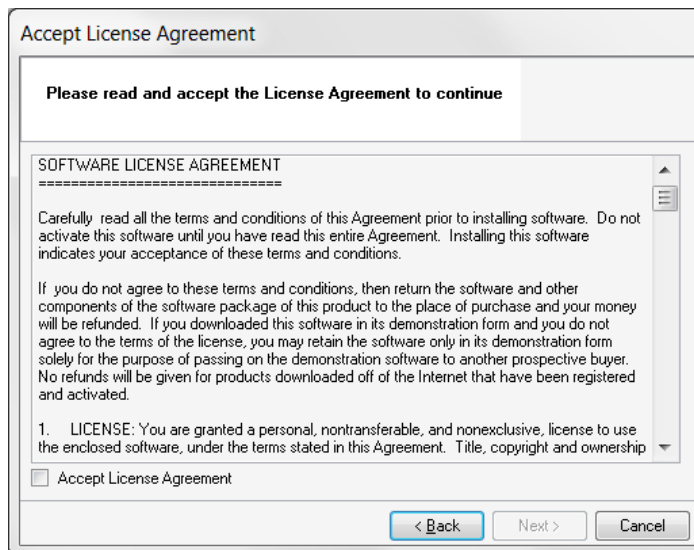 Accept License Agreement
Please read and accept the License Agreement to continue
SOFTWARE LICENSE AGREEMENT
==============================
Carefully  read all the terms and conditions of this Agreement prior to installing software.  Do not
activate this software until you have read this entire Agreement.  Installing this software
indicates your acceptance of these terms and conditions.
If  you do not agree to these terms and conditions, then return the software and other
components of the software package of this product to the place of purchase and your money
will be refunded.  If you downloaded this software in its demonstration form and you do not
agree to the terms of the license, you may retain the software only in its demonstration form
solely for the purpose of passing on the demonstration software to another prospective buyer.
No refunds will be given for products downloaded off of the Internet that have been registered
and activated.
1.    LICENSE: You are granted a personal, nontransferable, and nonexclusive, license to use
the enclosed software, under the terms stated in this Agreement.  Title, copyright and ownership
Accept License Agreement
< Back
Next >
Cancel